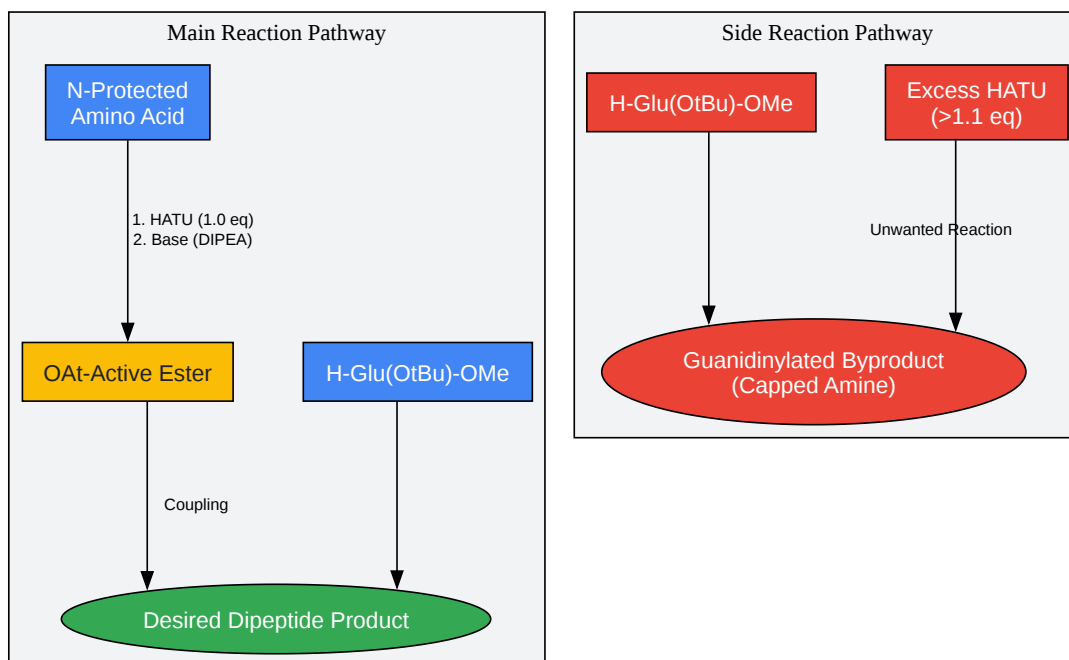 Main Reaction Pathway
N-Protected
Amino Acid
1. HATU (1.0 eq)
2. Base (DIPEA)
OAt-Active Ester
H-Glu(OtBu)-OMe
Coupling
Desired Dipeptide Product
Side Reaction Pathway
H-Glu(OtBu)-OMe
Excess HATU
(>1.1 eq)
Unwanted Reaction
Guanidinylated Byproduct
(Capped Amine)